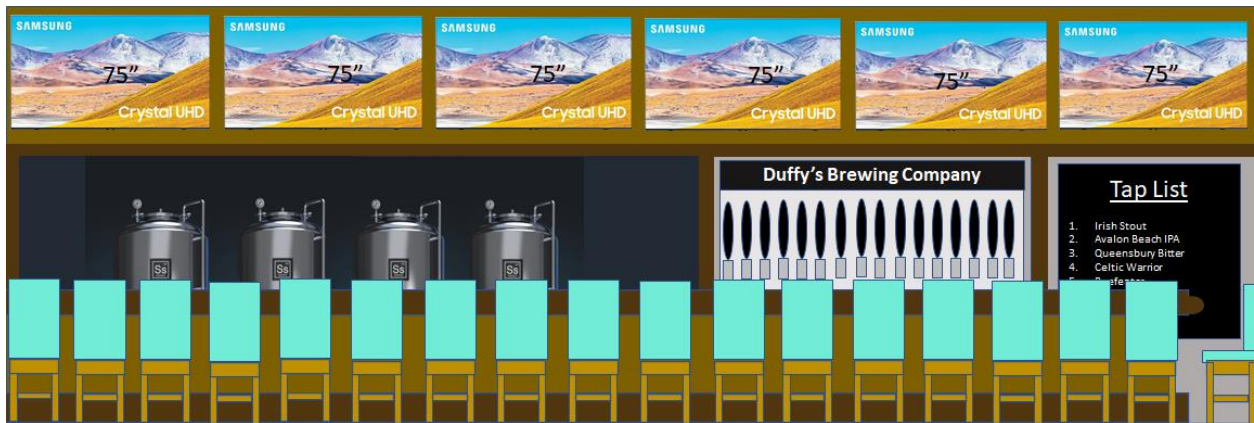 SAMSUNG
75”
Crystal UHD
SAMSUNG
75”
Crystal UHD
SAMSUNG
75”
Crystal UHD
SAMSUNG
75”
Crystal UHD
SAMSUNG
75”
Crystal UHD
SAMSUNG
75”
Crystal UHD
Ss
Ss
Ss
Ss
Duffy’s Brewing Company
Tap List
1. Irish Stout
2. Avalon Beach IPA
3. Queensbury Bitter
4. Celtic Warrior